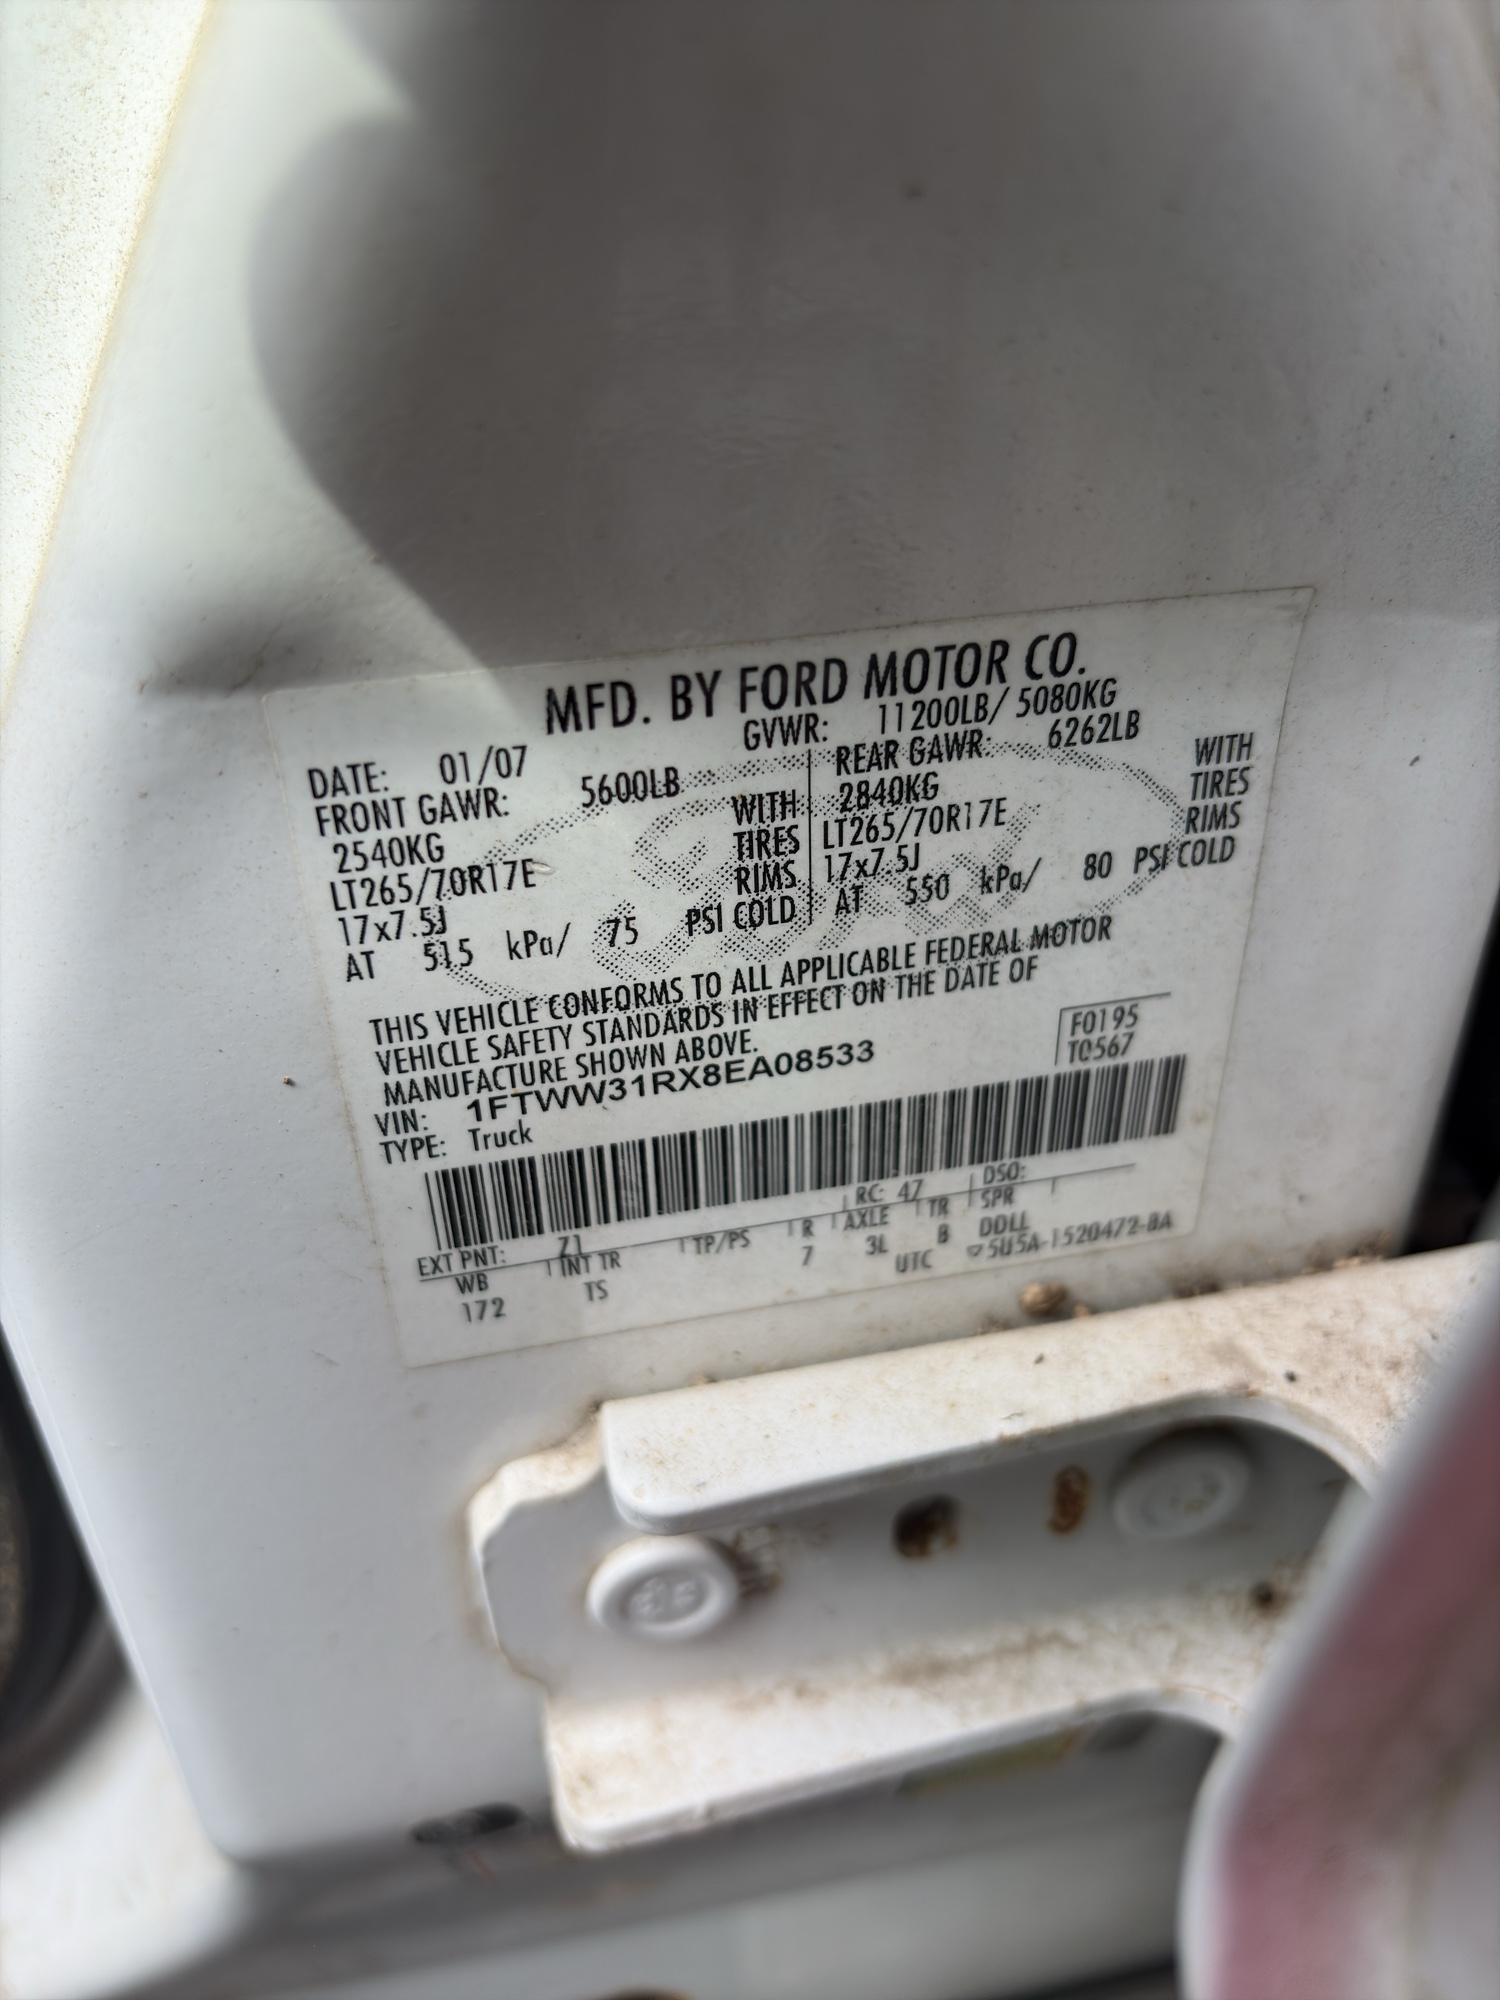 MFD. BY FORD MOTOR CO.
DATE: 01/07 GVWR: 11200LB/ 5080KG
FRONT GAWR: 5600LB REAR GAWR: 6262LB
2540KG WITH 2840KG WITH
LT265/70R17E TIRES LT265/70R17E TIRES
17x7.5J RIMS 17x7.5J RIMS
AT 515 kPa/ 75 PSI COLD AT 550 kPa/ 80 PSI COLD
THIS VEHICLE CONFORMS TO ALL APPLICABLE FEDERAL MOTOR
VEHICLE SAFETY STANDARDS IN EFFECT ON THE DATE OF
MANUFACTURE SHOWN ABOVE.
VIN: 1FTWW31RX8EA08533 F0195
TYPE: Truck T0567
EXT PNT: Z1 RC: 47 DSO:
WB INT TR TP/PS R AXLE TR SPR
172 TS 7 3L B DDLL
UTC ▽5U5A-1520472-BA